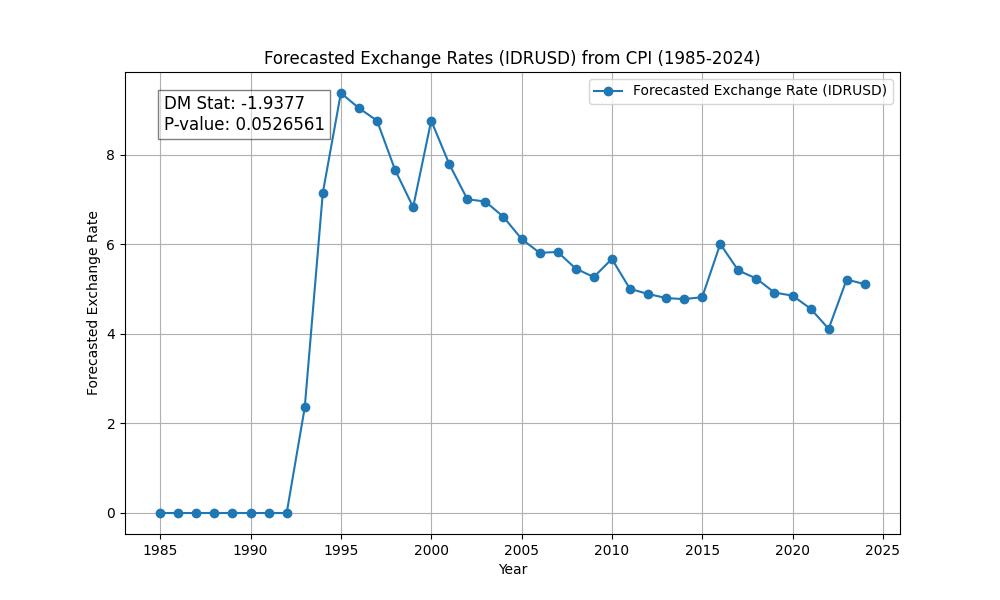 Forecasted Exchange Rates (IDRUSD) from CPI (1985-2024)
DM Stat: -1.9377
P-value: 0.0526561
Forecasted Exchange Rate (IDRUSD)
Forecasted Exchange Rate
8
6
4
2
0
1985 1990 1995 2000 2005 2010 2015 2020 2025
Year